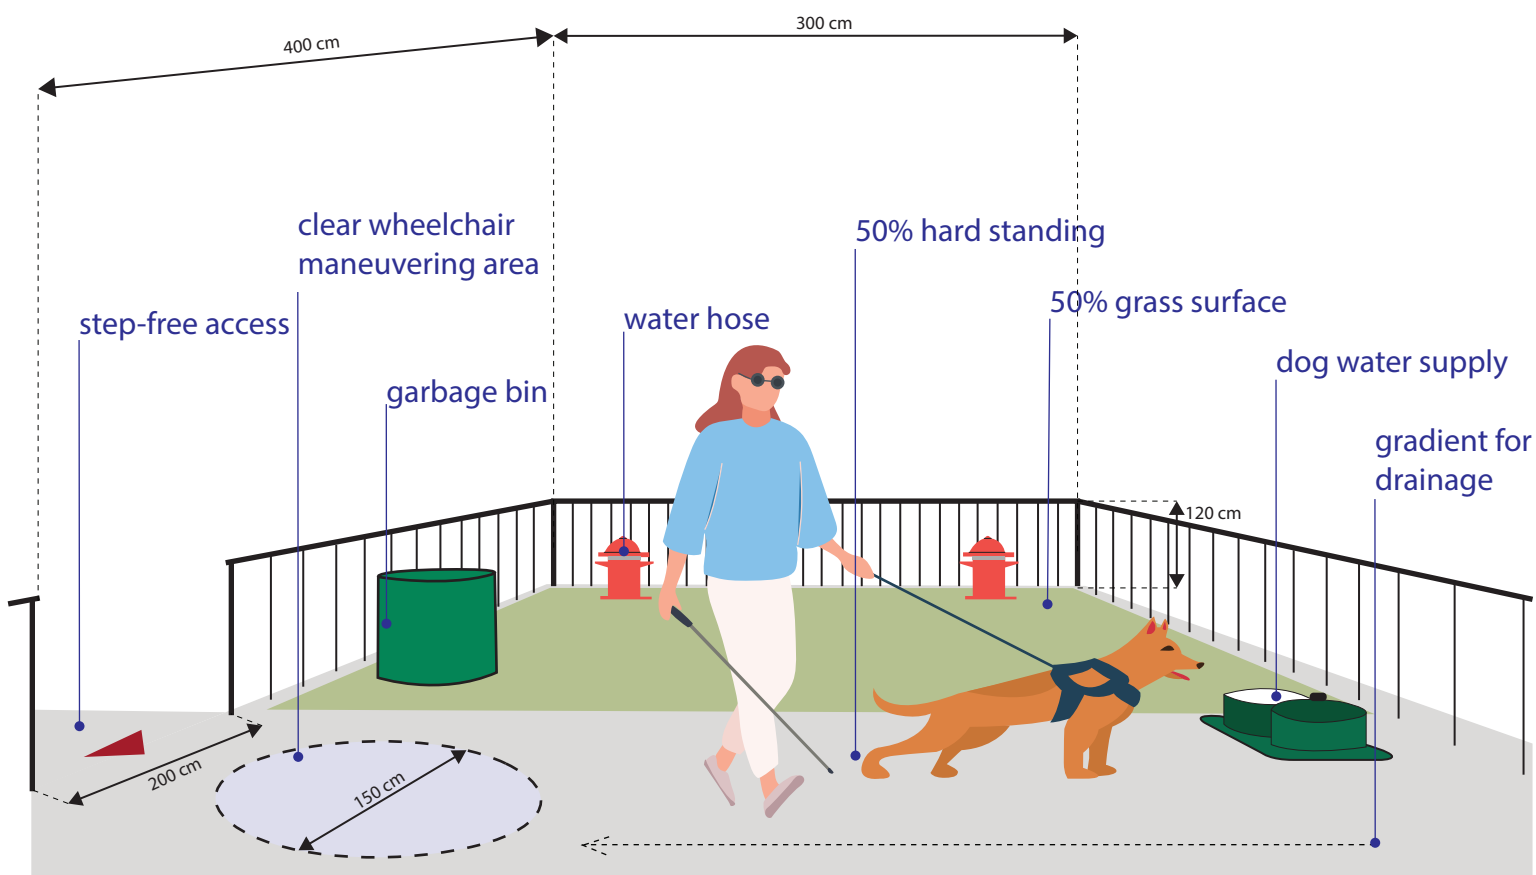 400 cm
300 cm
clear wheelchair
maneuvering area
50% hard standing
step-free access
water hose
50% grass surface
garbage bin
dog water supply
gradient for
drainage
120 cm
200 cm
150 cm